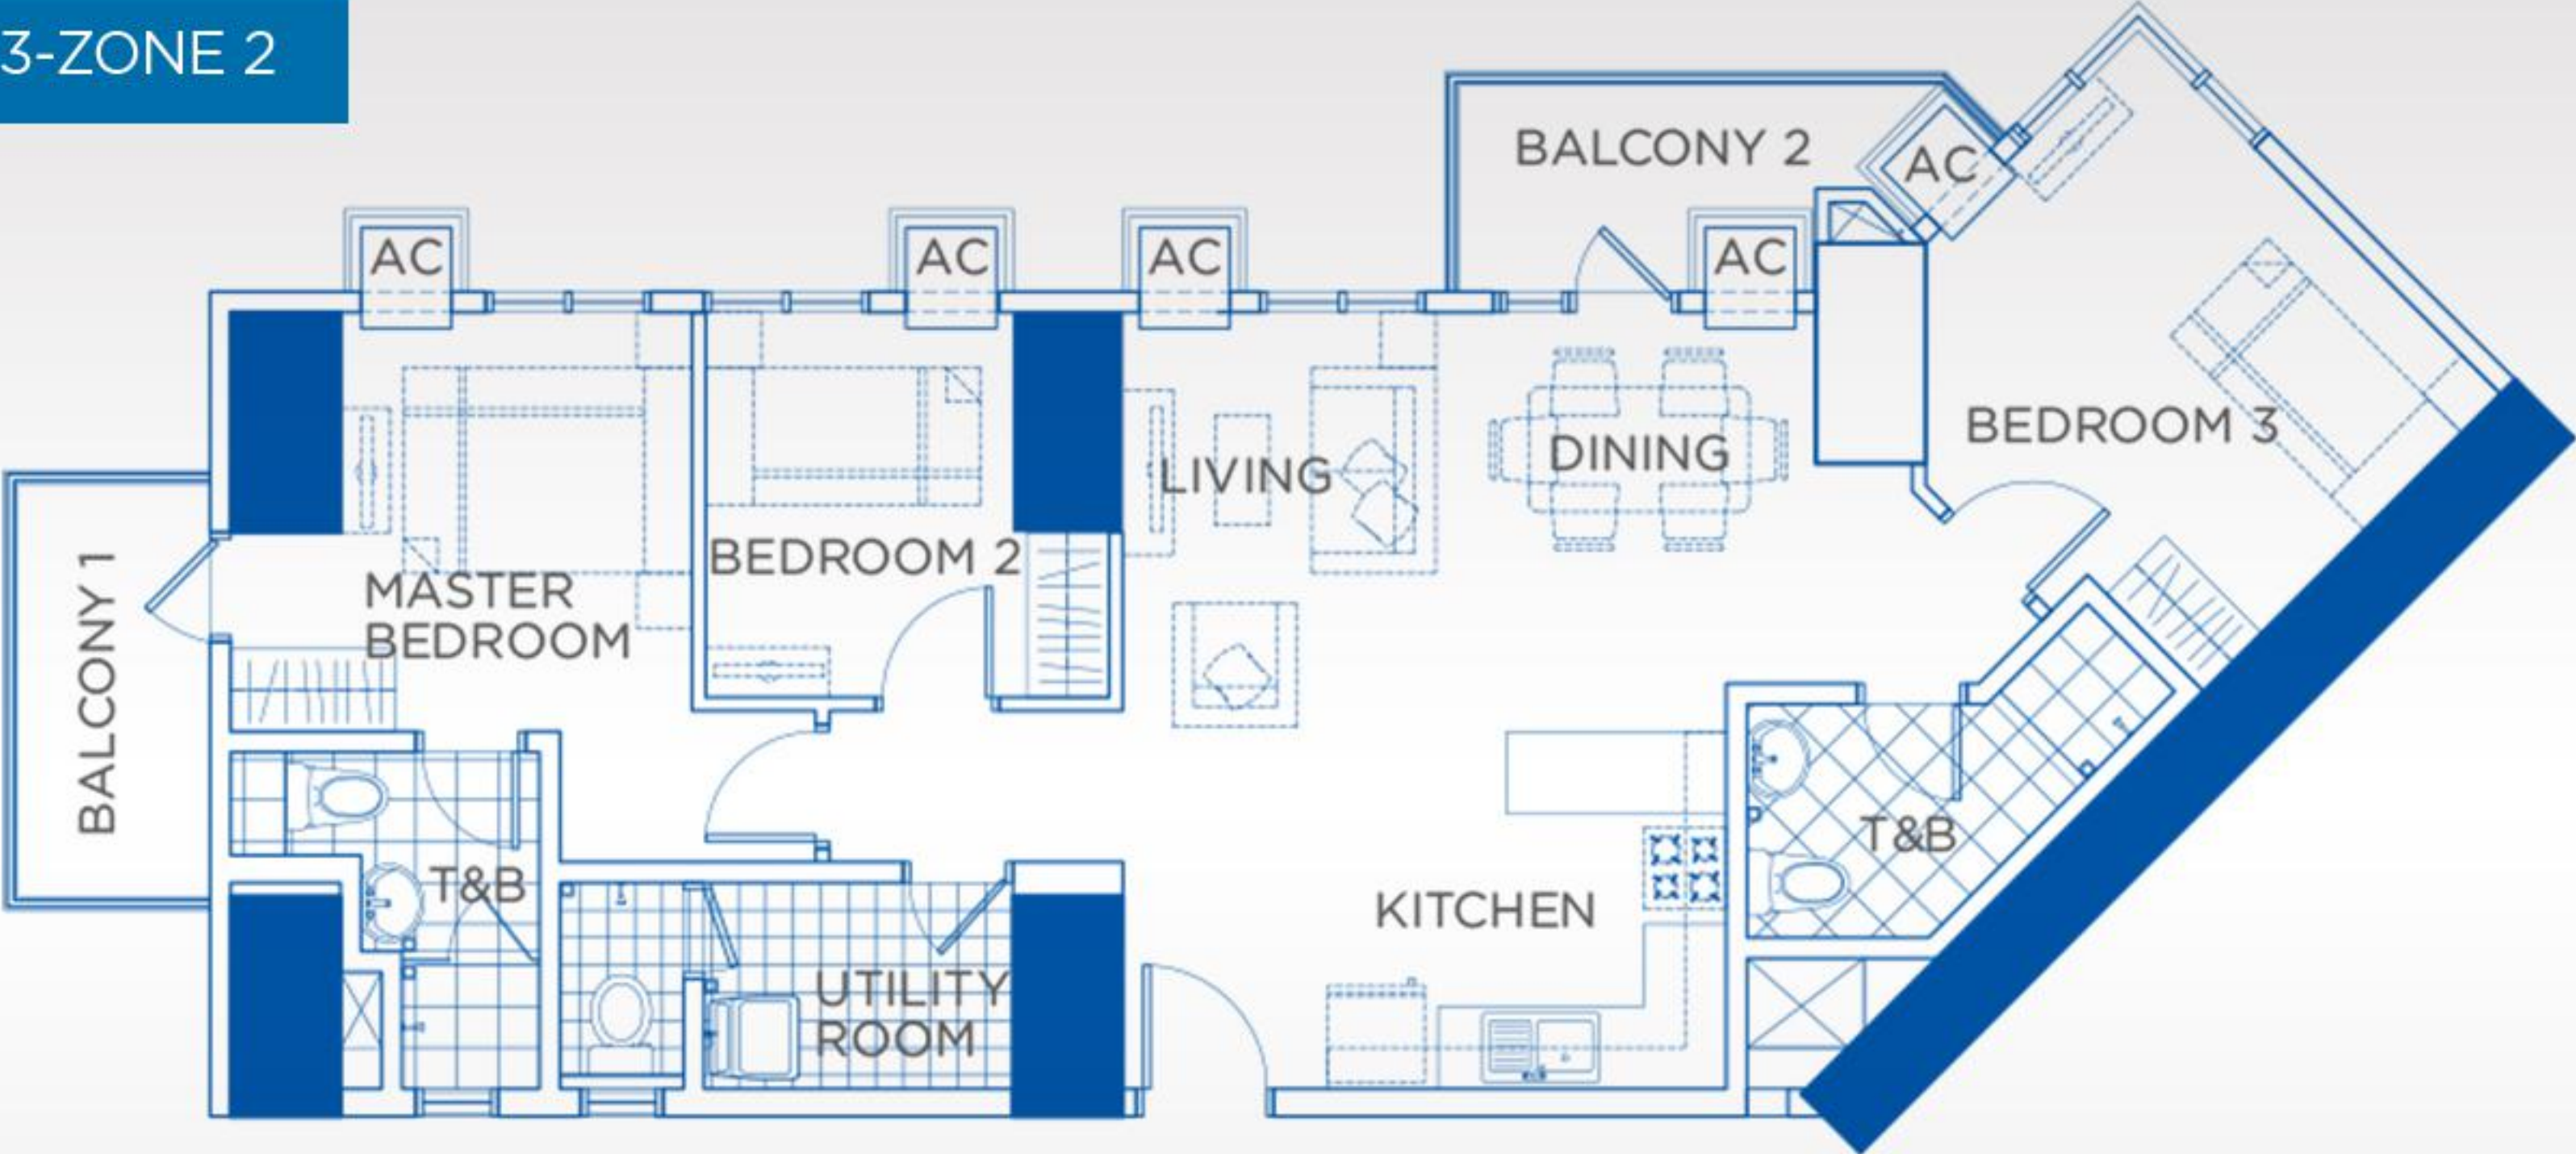 3-ZONE 2
BALCONY 2
AC
AC
AC
AC
AC
BEDROOM 3
DINING
LIVING
BEDROOM 2
MASTER
BEDROOM
BALCONY 1
T&B
T&B
KITCHEN
UTILITY
ROOM